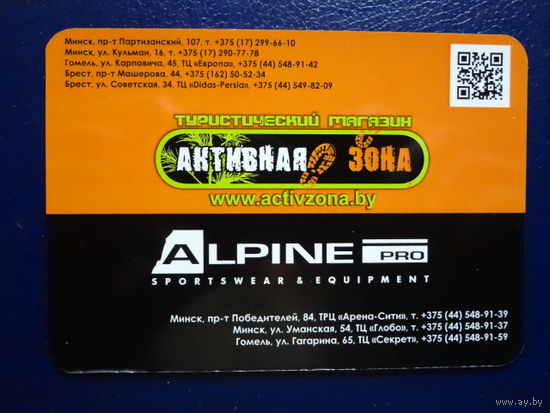 Минск, пр-т Партизанский, 107, т. +375 (17) 299-66-10
Минск, ул. Кульман, 16, т. +375 (17) 290-77-78
Гомель, ул. Карповича, 45, ТЦ «Европа», +375 (44) 548-91-42
Брест, пр-т Машерова, 44, +375 (162) 50-52-34
Брест, ул. Советская, 34, ТЦ «Didas-Persia», +375 (44) 549-82-09
ТУРИСТИЧЕСКИЙ МАГАЗИН
АКТИВНАЯ ЗОНА
www.activzona.by
ALPINE PRO
SPORTSWEAR & EQUIPMENT
Минск, пр-т Победителей, 84, ТРЦ «Арена-Сити», т. +375 (44) 548-91-39
Минск, ул. Уманская, 54, ТЦ «Глобо», т. +375 (44) 548-91-37
Гомель, ул. Гагарина, 65, ТЦ «Секрет», +375 (44) 548-91-59
www.ay.by